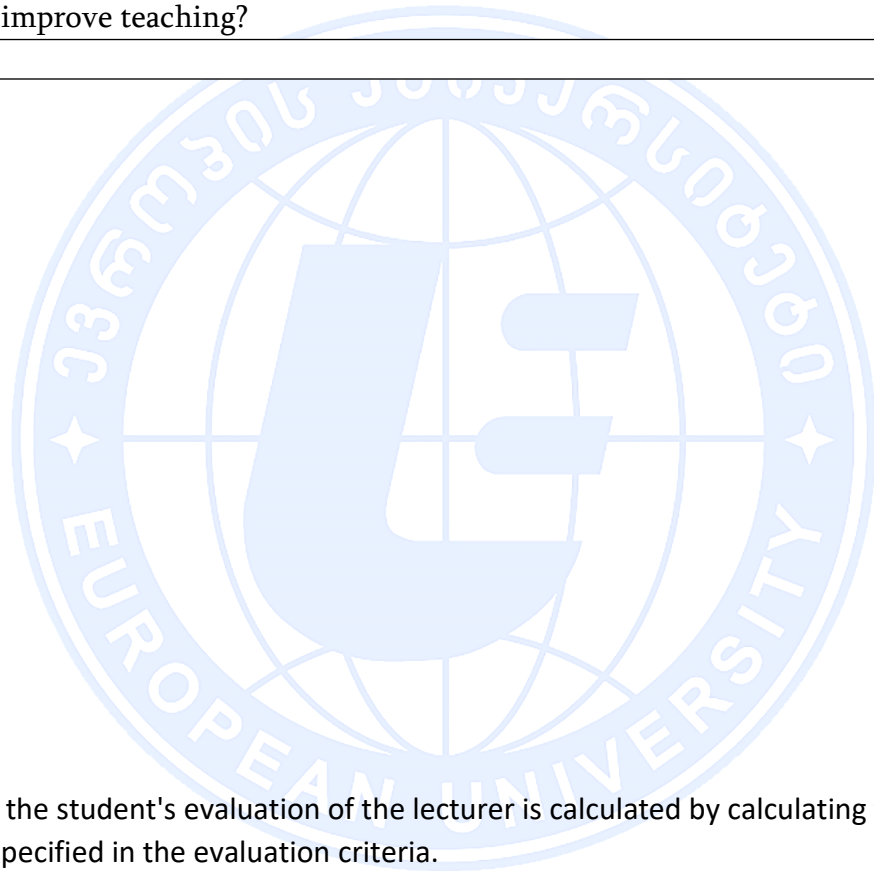 improve teaching?
ევროპის უნივერსიტეტი
EUROPEAN UNIVERSITY
the student's evaluation of the lecturer is calculated by calculating
pecified in the evaluation criteria.